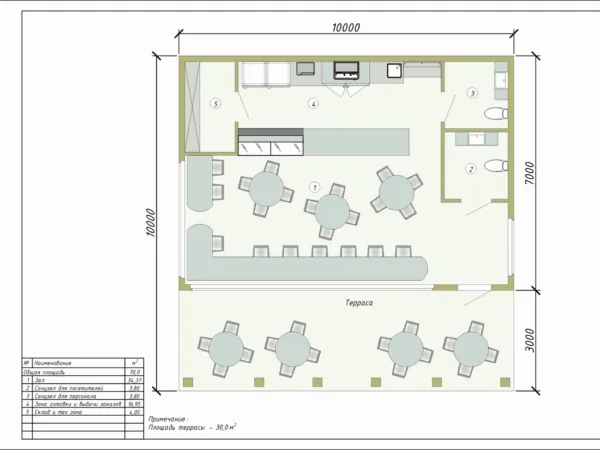 10000
3
5
4
10000
7000
2
1
Терраса
3000
№ Наименование м²
Общая площадь 70,0
1 Зал 34,37
2 Санузел для посетителей 3,80
3 Санузел для персонала 3,80
4 Зона готовки и выдачи заказов 16,95
5 Склад и тех.зона 4,85
Примечание:
Площадь террасы - 30,0 м²